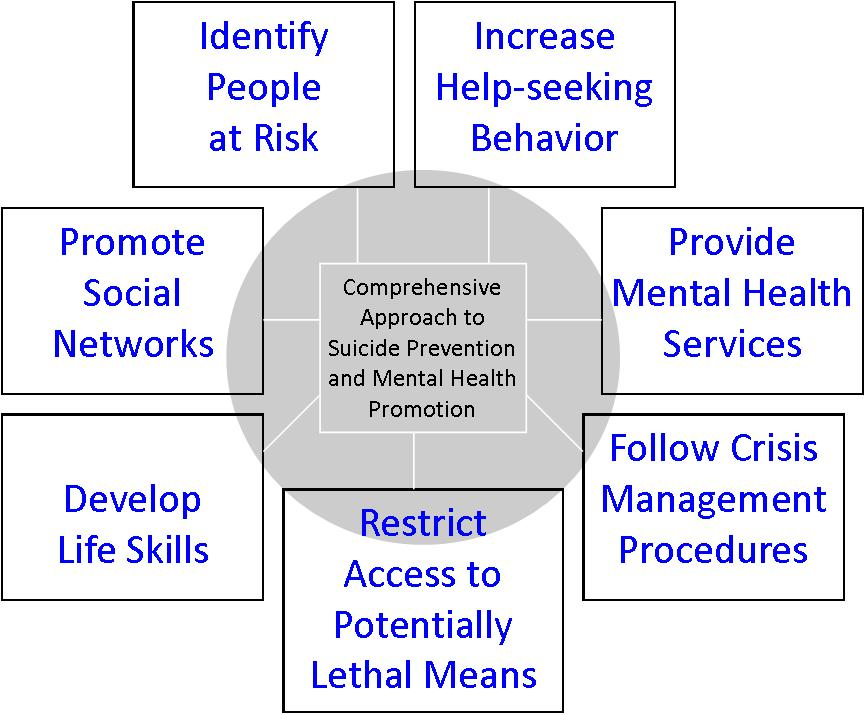 Identify
People
at Risk
Increase
Help-seeking
Behavior
Promote
Social
Networks
Comprehensive
Approach to
Suicide Prevention
and Mental Health
Promotion
Provide
Mental Health
Services
Develop
Life Skills
Restrict
Access to
Potentially
Lethal Means
Follow Crisis
Management
Procedures